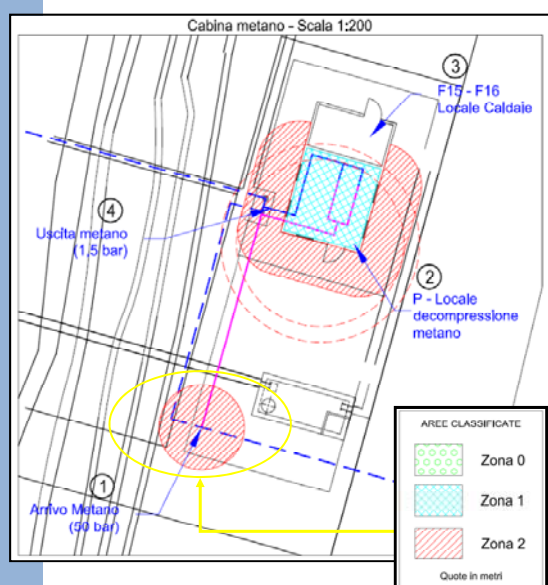 Cabina metano - Scala 1:200
3
F15 - F16
Locale Caldaie
4
Uscita metano
(1,5 bar)
2
P - Locale
decompressione
metano
1
Arrivo Metano
(50 bar)
AREE CLASSIFICATE
Zona 0
Zona 1
Zona 2
Quote in metri